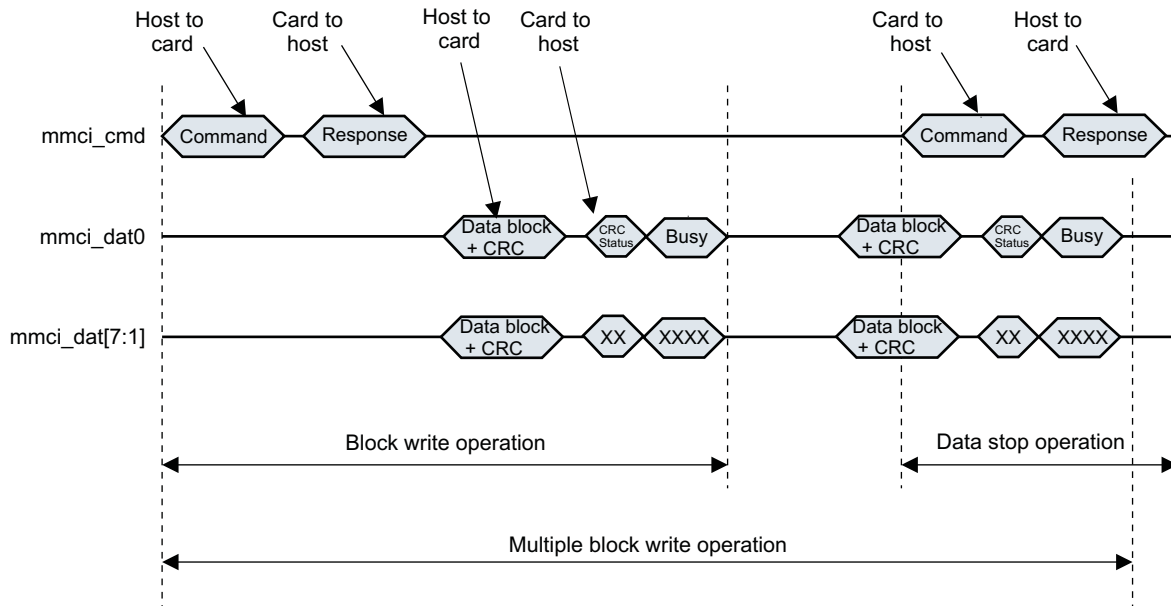 Host to
card
Card to
host
Host to
card
Card to
host
Card to
host
Host to
card
mmci_cmd
Command
Response
Command
Response
mmci_dat0
Data block
+ CRC
CRC
Status
Busy
Data block
+ CRC
CRC
Status
Busy
mmci_dat[7:1]
Data block
+ CRC
XX
XXXX
Data block
+ CRC
XX
XXXX
Block write operation
Data stop operation
Multiple block write operation